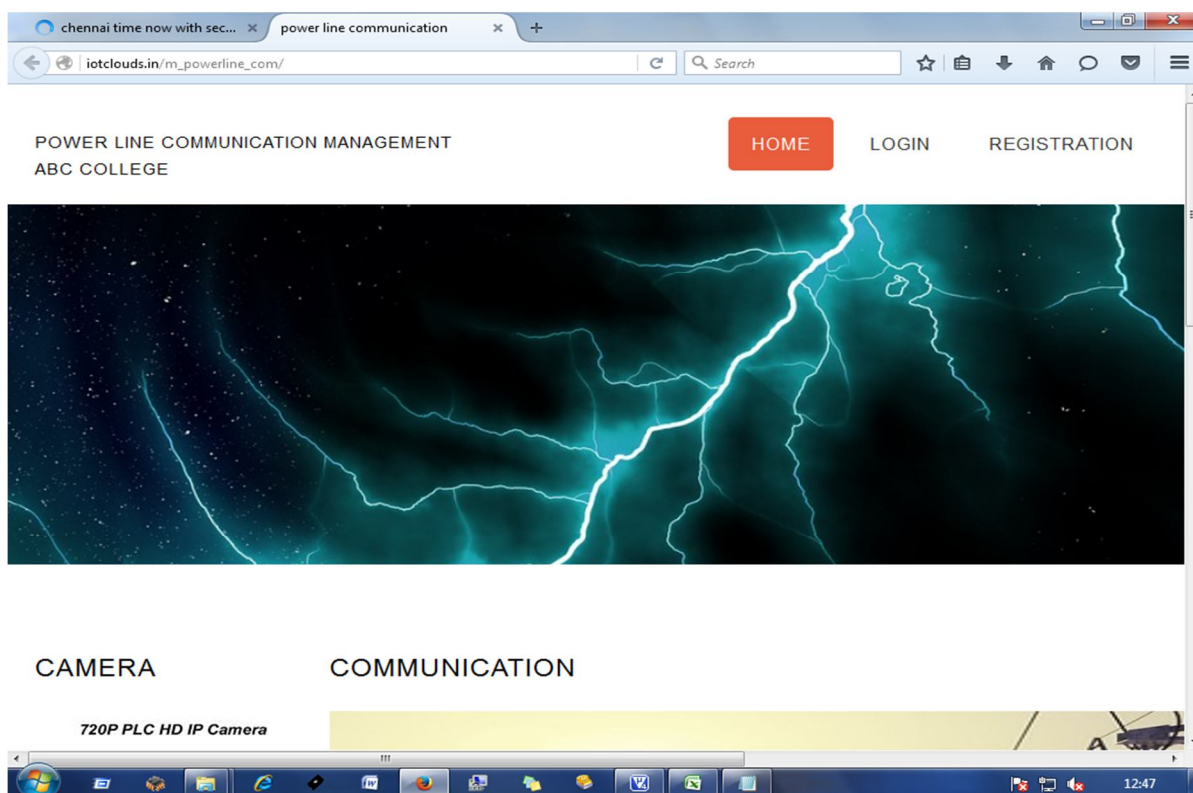 chennai time now with sec...
power line communication
iotclouds.in/m_powerline_com/
Search
POWER LINE COMMUNICATION MANAGEMENT
ABC COLLEGE
HOME
LOGIN
REGISTRATION
CAMERA
COMMUNICATION
720P PLC HD IP Camera
12:47